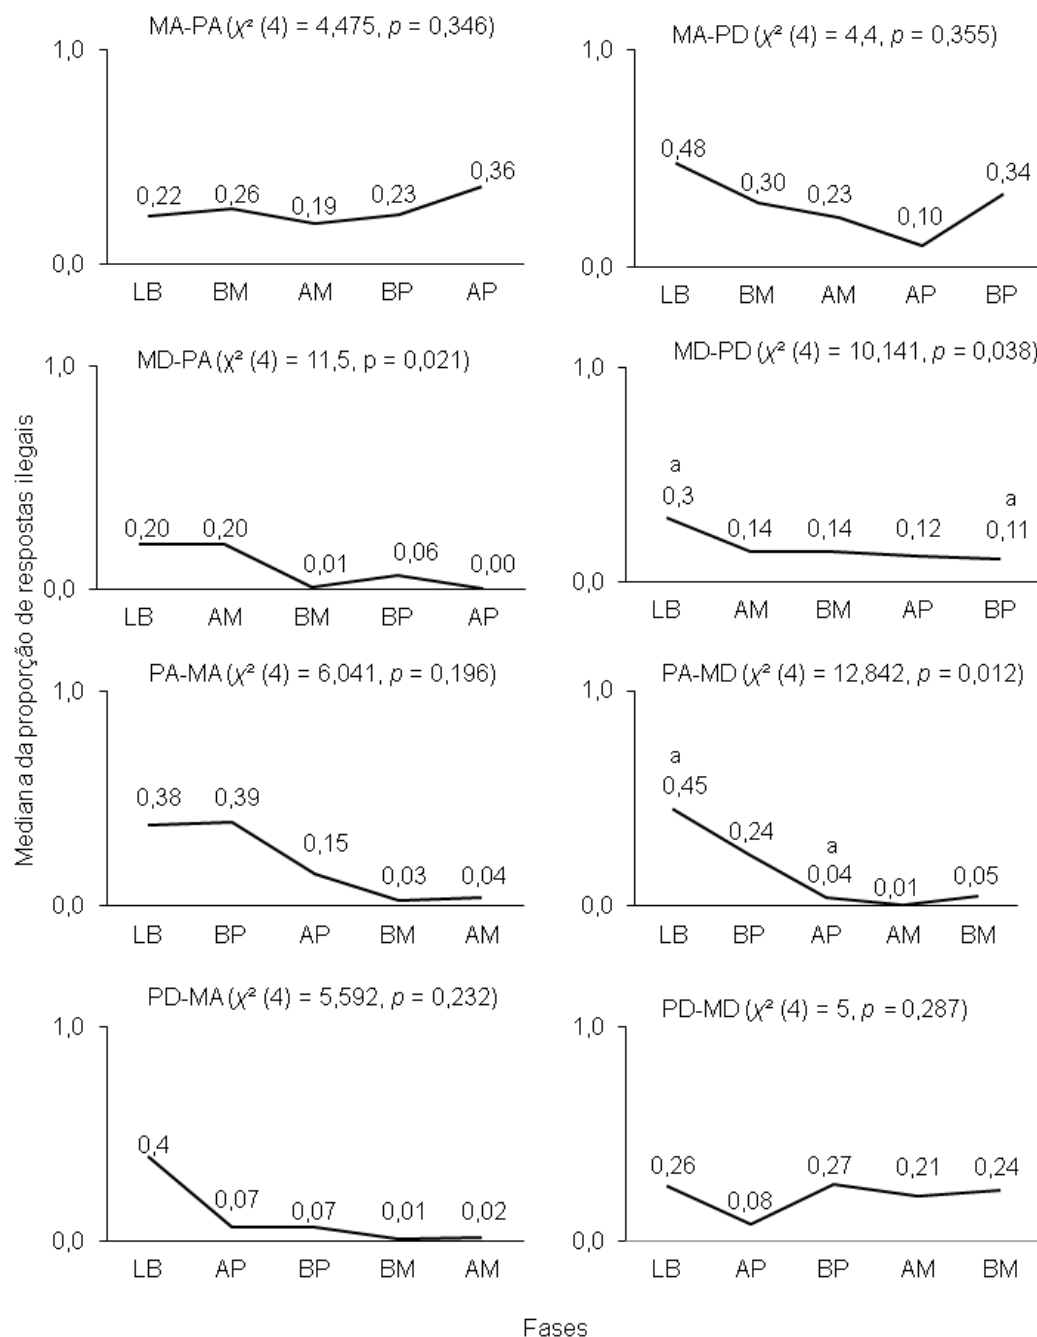 MA-PA (χ² (4) = 4,475, p = 0,346)
1,0
0,22 0,26 0,19 0,23 0,36
0,0
LB BM AM BP AP
MA-PD (χ² (4) = 4,4, p = 0,355)
1,0
0,48 0,30 0,23 0,10 0,34
0,0
LB BM AM AP BP
Mediana da proporção de respostas ilegais
MD-PA (χ² (4) = 11,5, p = 0,021)
1,0
0,20 0,20 0,01 0,06 0,00
0,0
LB AM BM BP AP
MD-PD (χ² (4) = 10,141, p = 0,038)
1,0
a a
0,3 0,14 0,14 0,12 0,11
0,0
LB AM BM AP BP
PA-MA (χ² (4) = 6,041, p = 0,196)
1,0
0,38 0,39 0,15 0,03 0,04
0,0
LB BP AP BM AM
PA-MD (χ² (4) = 12,842, p = 0,012)
1,0
a a
0,45 0,24 0,04 0,01 0,05
0,0
LB BP AP AM BM
PD-MA (χ² (4) = 5,592, p = 0,232)
1,0
0,4 0,07 0,07 0,01 0,02
0,0
LB AP BP BM AM
PD-MD (χ² (4) = 5, p = 0,287)
1,0
0,26 0,08 0,27 0,21 0,24
0,0
LB AP BP AM BM
Fases